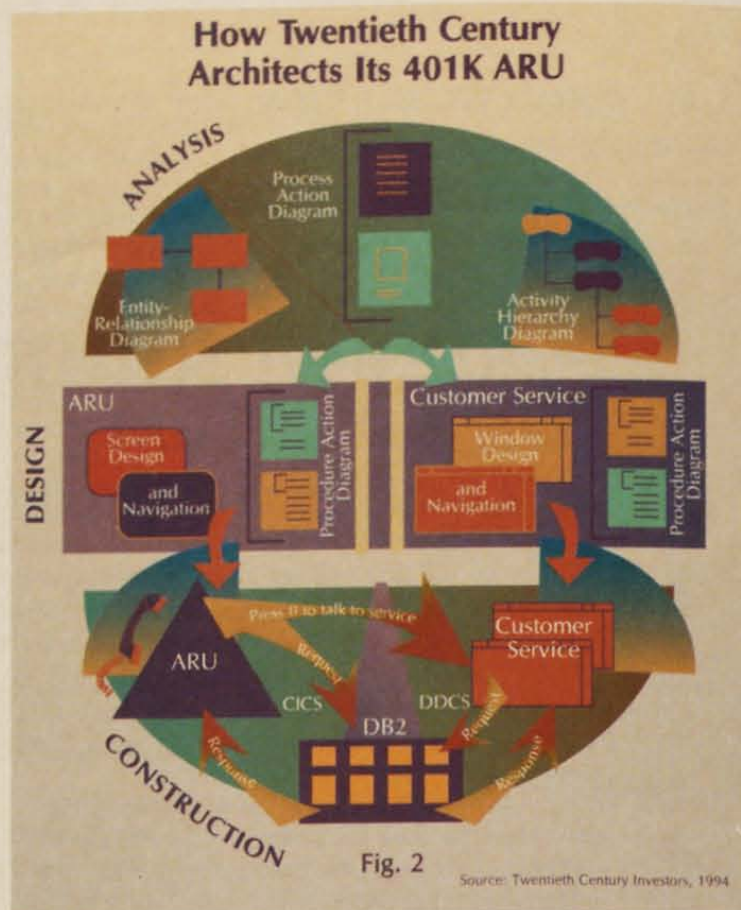 How Twentieth Century
Architects Its 401K ARU
ANALYSIS
Process
Action
Diagram
Entity-
Relationship
Diagram
Activity
Hierarchy
Diagram
DESIGN
ARU
Screen
Design
and
Navigation
Procedure Action
Diagram
Customer Service
Window
Design
and
Navigation
Procedure Action
Diagram
CONSTRUCTION
ARU
Press 0 to talk to service
Request
Customer
Service
CICS
DDCS
DB2
Request
Response
Response
Fig. 2
Source: Twentieth Century Investors, 1994